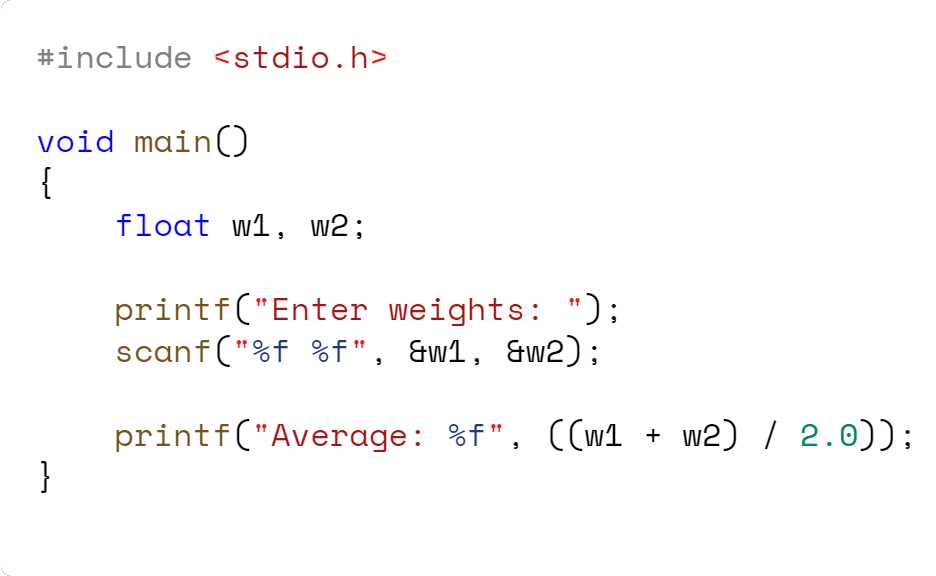 #include <stdio.h>
void main()
{
    float w1, w2;
    printf("Enter weights: ");
    scanf("%f %f", &w1, &w2);
    printf("Average: %f", ((w1 + w2) / 2.0));
}